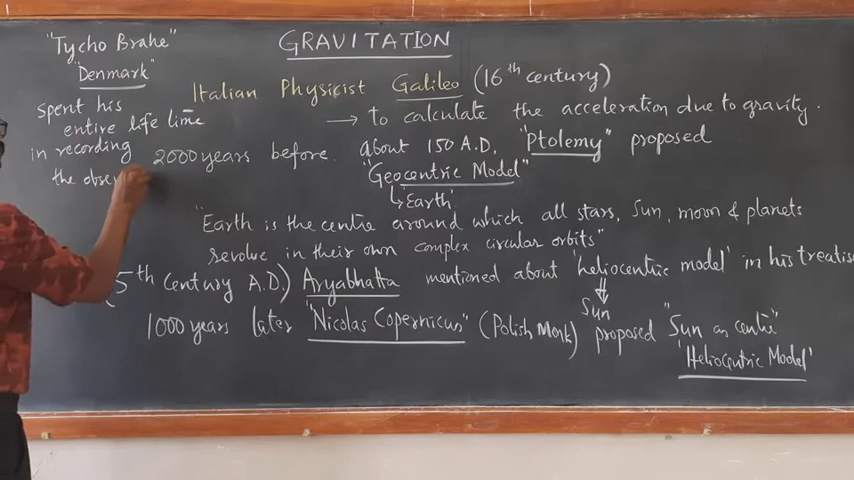 "Tycho Brahe"
"Denmark"
spent his
entire life time
in recording
the obser
GRAVITATION
Italian Physicist Galileo (16th century)
→ to calculate the acceleration due to gravity.
2000 years before. About 150 A.D, "Ptolemy" proposed
"Geocentric Model"
↳ Earth.
"Earth is the centre around which all stars, Sun, moon & planets
revolve in their own complex circular orbits"
(5th Century A.D.) Aryabhatta mentioned about 'heliocentric model' in his treatise
⇓
Sun
1000 years later "Nicolas Copernicus" (Polish Monk) proposed "Sun as centre"
'Heliocentric Model'